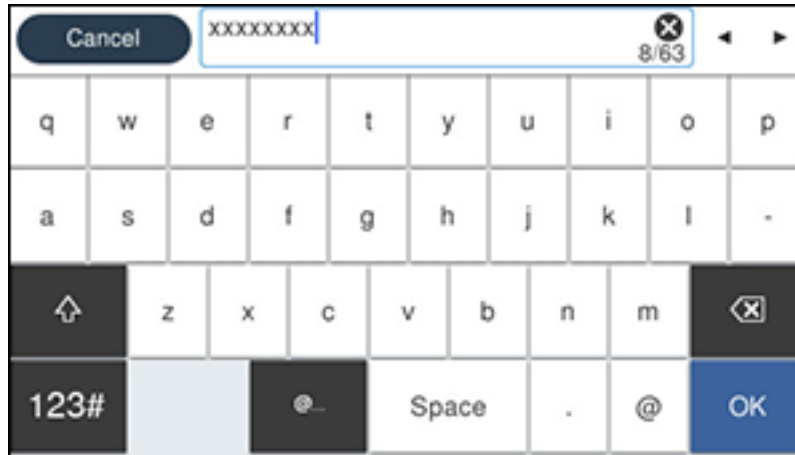 Cancel xxxxxxxx 8/63
q w e r t y u i o p
a s d f g h j k l -
z x c v b n m
123# @... Space . @ OK